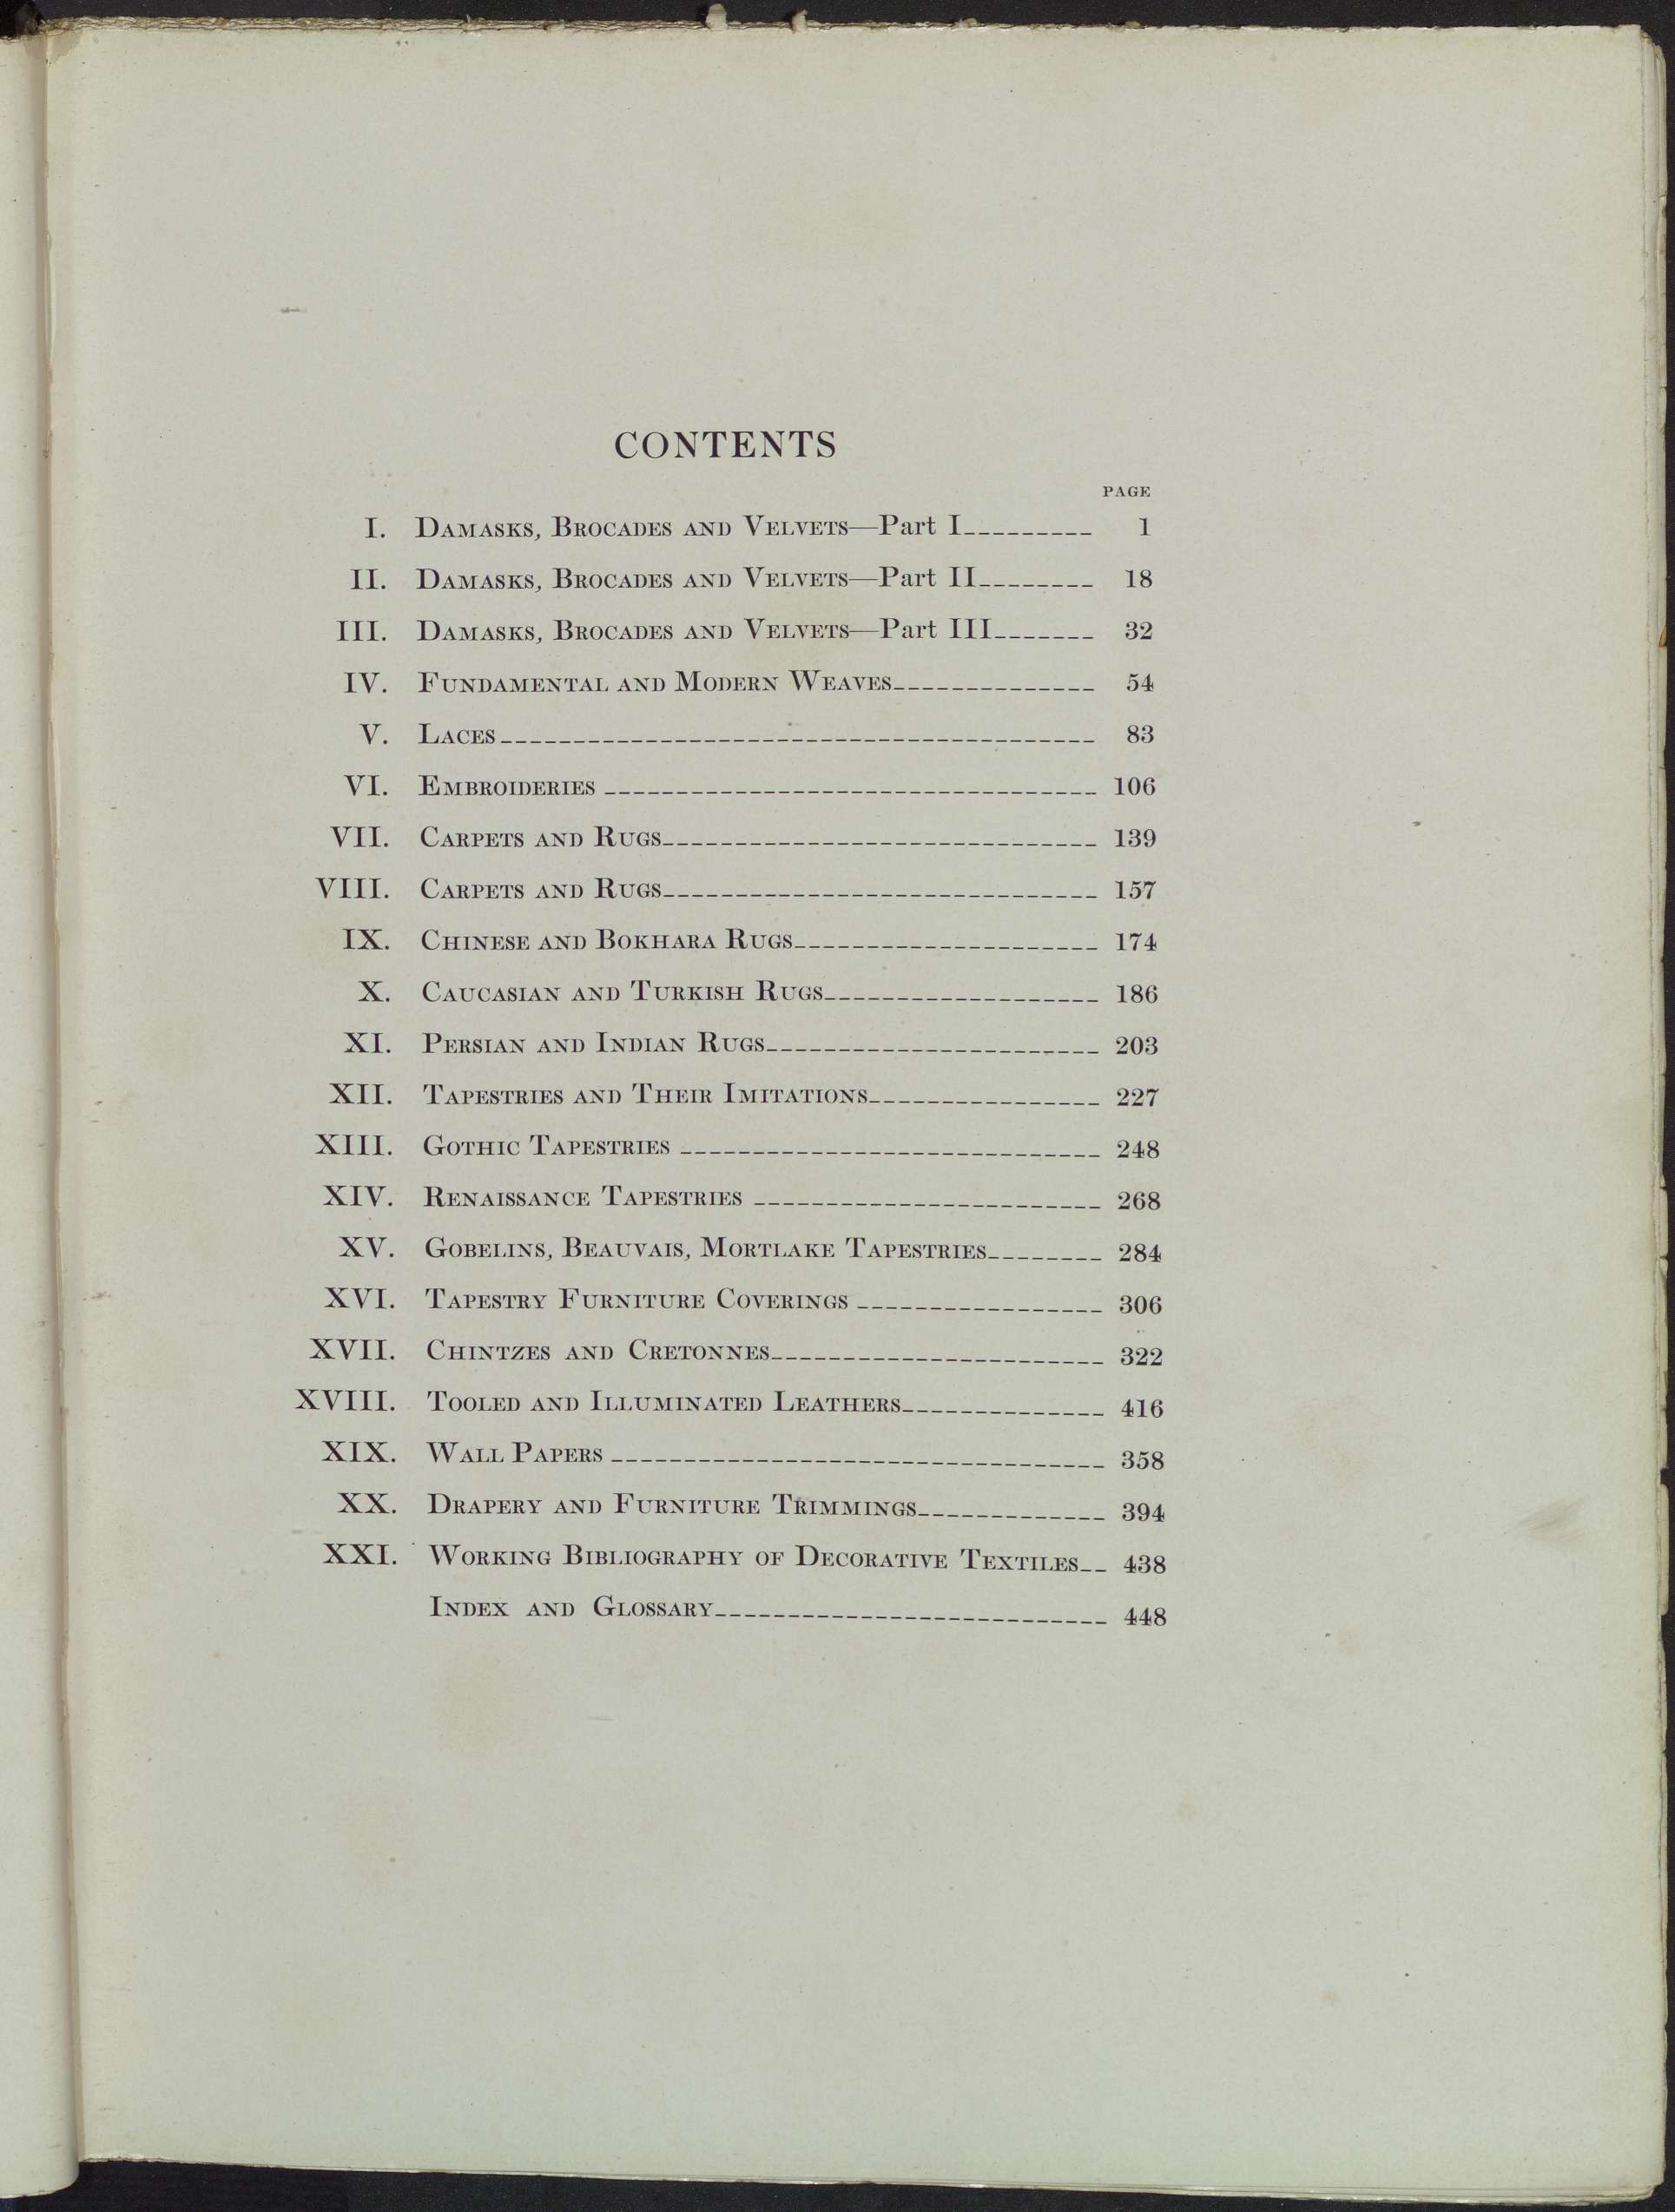 CONTENTS
PAGE
I. Damasks, Brocades and Velvets—Part I 1
II. Damasks, Brocades and Velvets—Part II 18
III. Damasks, Brocades and Velvets—Part III 32
IV. Fundamental and Modern Weaves 54
V. Laces 83
VI. Embroideries 106
VII. Carpets and Rugs 139
VIII. Carpets and Rugs 157
IX. Chinese and Bokhara Rugs 174
X. Caucasian and Turkish Rugs 186
XI. Persian and Indian Rugs 203
XII. Tapestries and Their Imitations 227
XIII. Gothic Tapestries 248
XIV. Renaissance Tapestries 268
XV. Gobelins, Beauvais, Mortlake Tapestries 284
XVI. Tapestry Furniture Coverings 306
XVII. Chintzes and Cretonnes 322
XVIII. Tooled and Illuminated Leathers 416
XIX. Wall Papers 358
XX. Drapery and Furniture Trimmings 394
XXI. Working Bibliography of Decorative Textiles 438
Index and Glossary 448